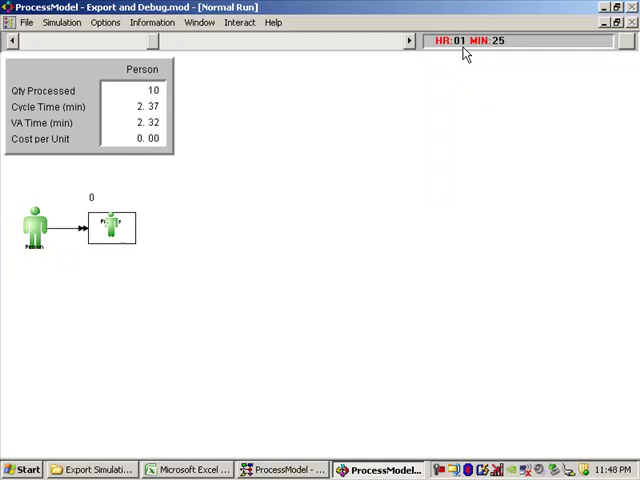 ProcessModel - Export and Debug.mod - [Normal Run]
File Simulation Options Information Window Interact Help
HR:01 MIN:25
Person
Qty Processed 10
Cycle Time (min) 2. 37
VA Time (min) 2. 32
Cost per Unit 0. 00
0
Person
Start Export Simulati... Microsoft Excel ... ProcessModel - ... ProcessModel... 11:48 PM